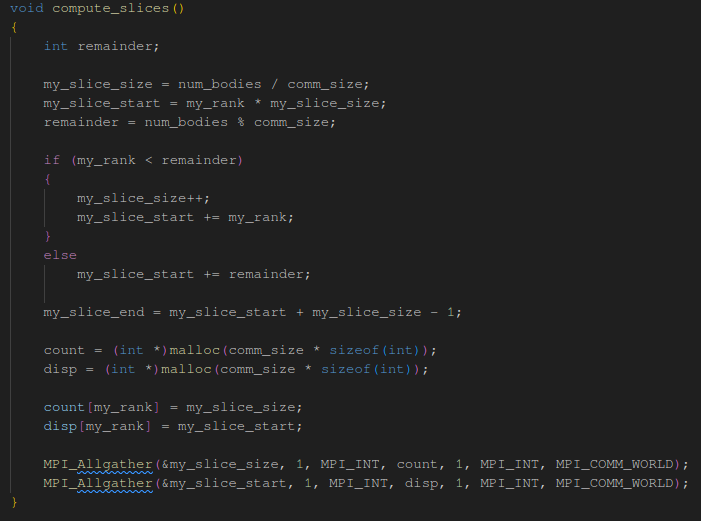 void compute_slices()
{
int remainder;
my_slice_size = num_bodies / comm_size;
my_slice_start = my_rank * my_slice_size;
remainder = num_bodies % comm_size;
if (my_rank < remainder)
{
my_slice_size++;
my_slice_start += my_rank;
}
else
my_slice_start += remainder;
my_slice_end = my_slice_start + my_slice_size - 1;
count = (int *)malloc(comm_size * sizeof(int));
disp = (int *)malloc(comm_size * sizeof(int));
count[my_rank] = my_slice_size;
disp[my_rank] = my_slice_start;
MPI_Allgather(&my_slice_size, 1, MPI_INT, count, 1, MPI_INT, MPI_COMM_WORLD);
MPI_Allgather(&my_slice_start, 1, MPI_INT, disp, 1, MPI_INT, MPI_COMM_WORLD);
}